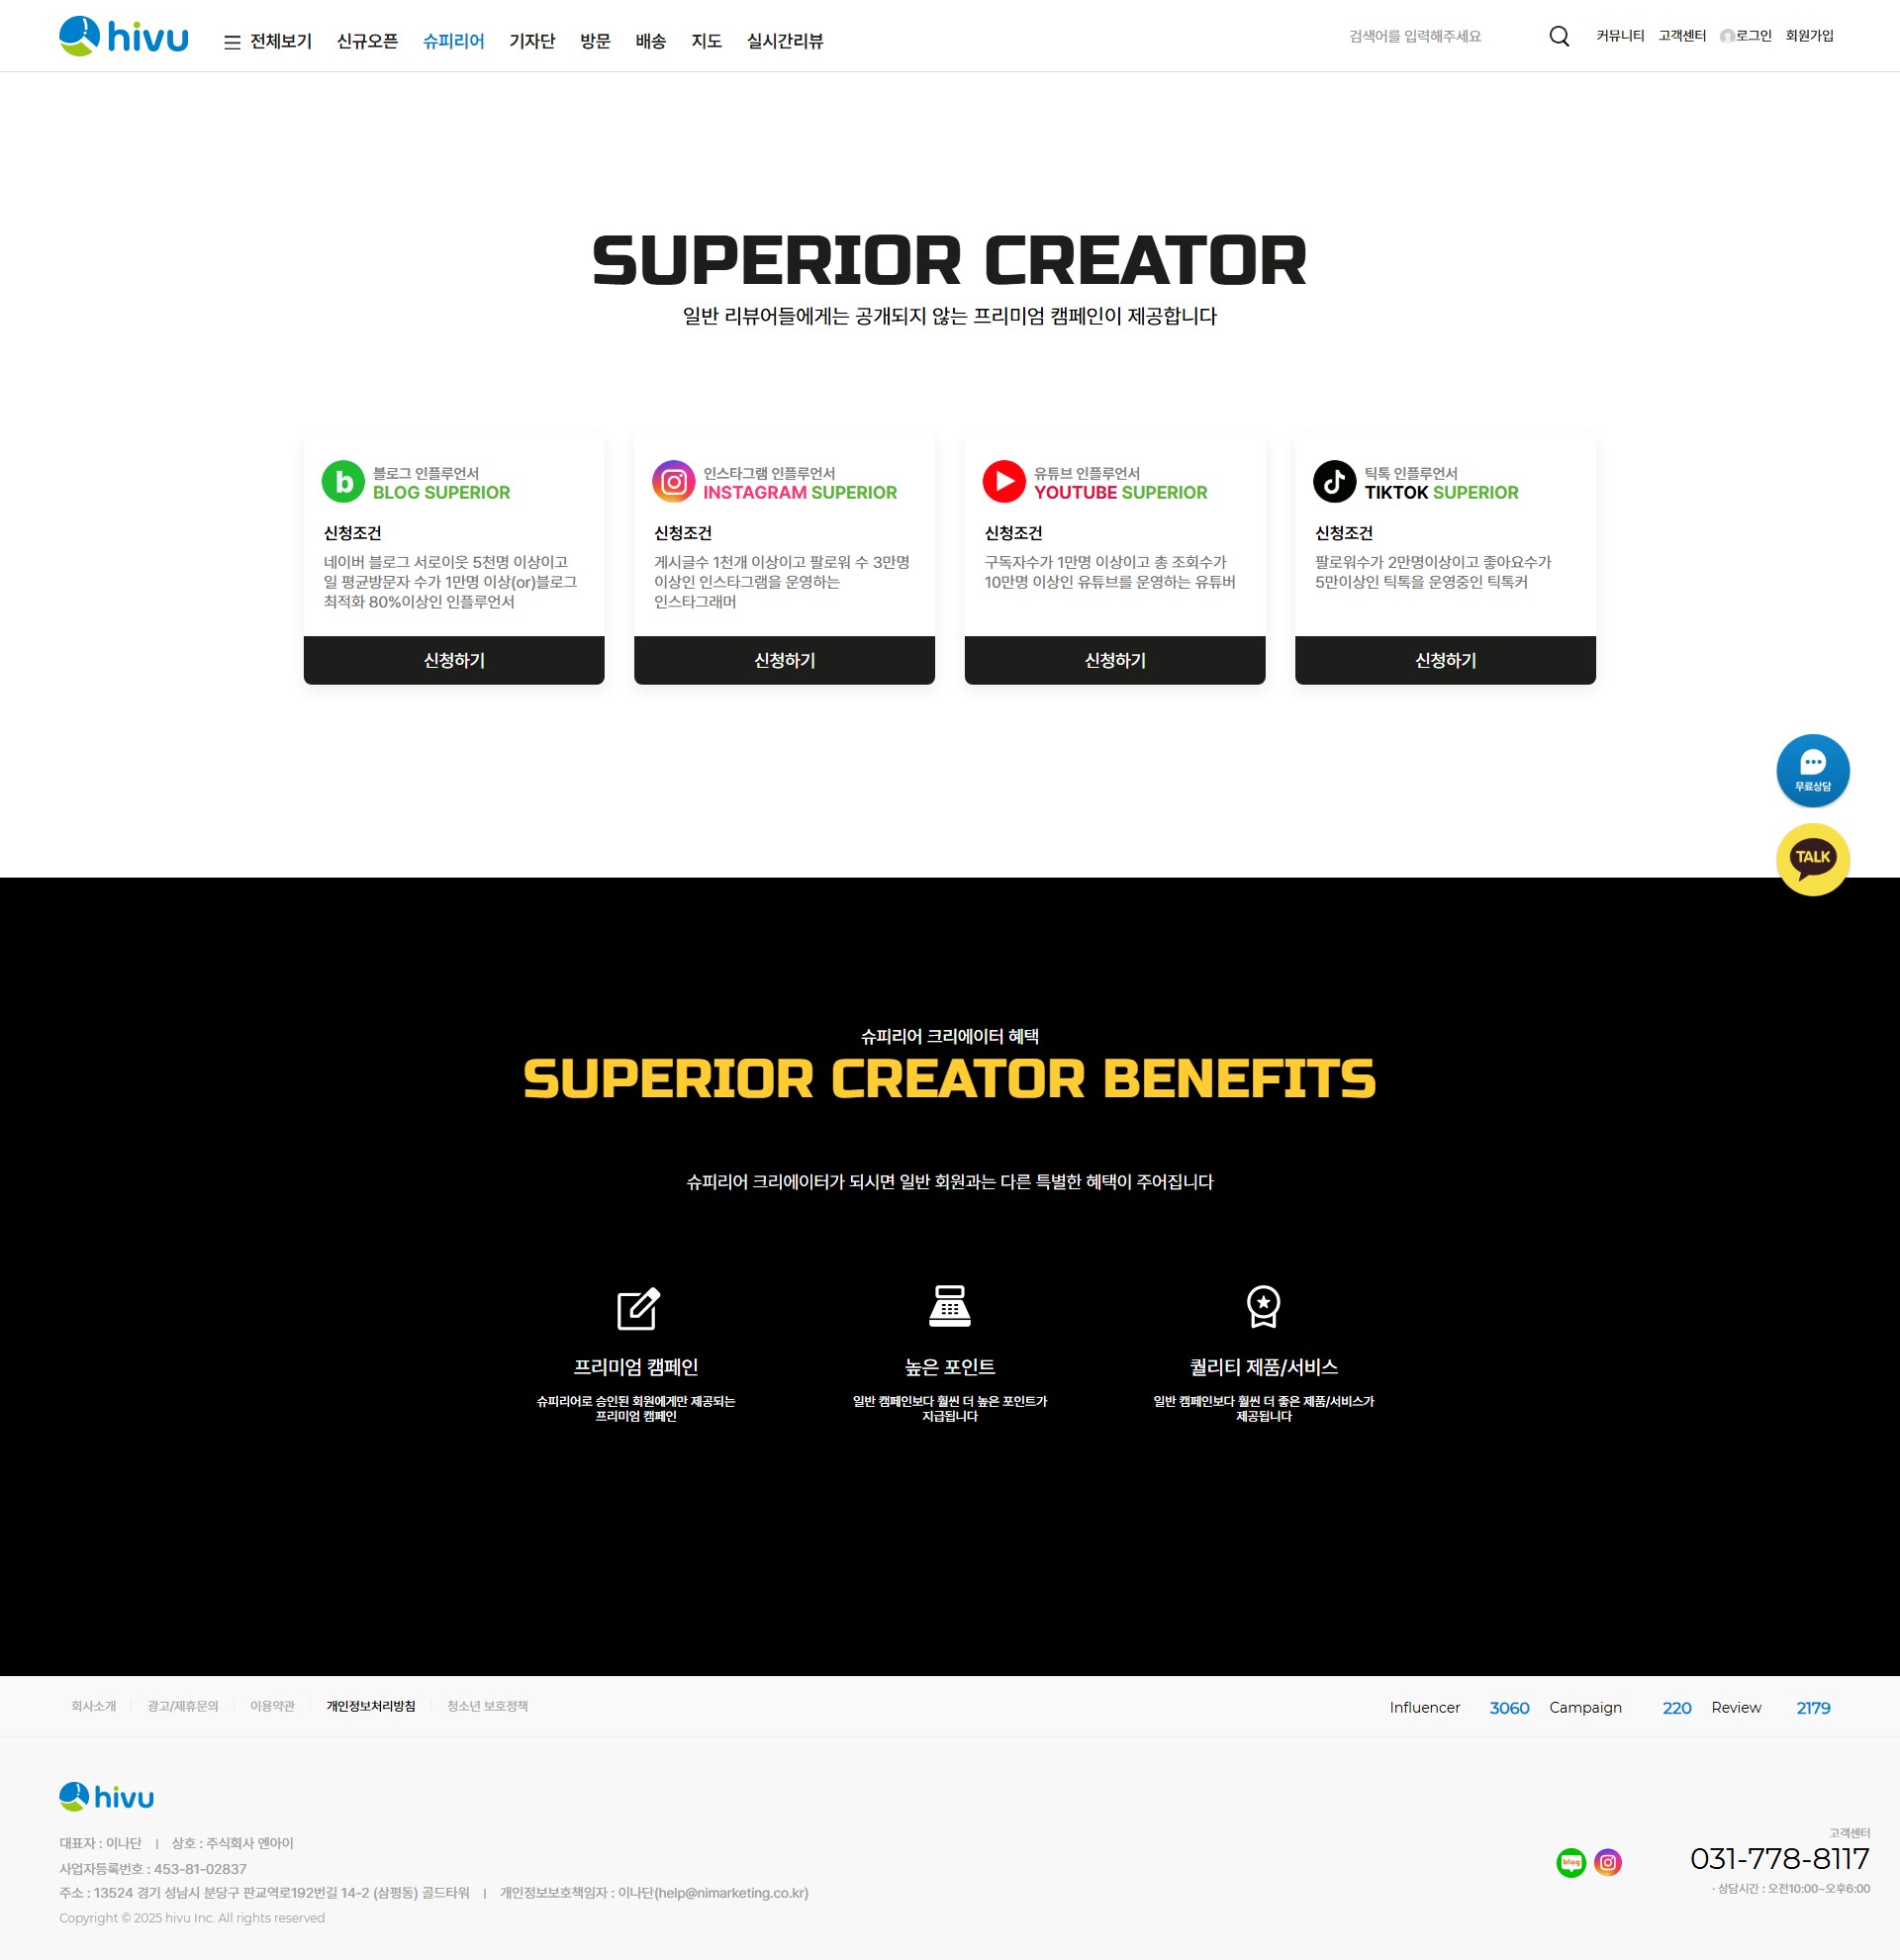 hivu
전체보기 신규오픈 슈피리어 기자단 방문 배송 지도 실시간리뷰
검색어를 입력해주세요
커뮤니티 고객센터 로그인 회원가입
SUPERIOR CREATOR
일반 리뷰어들에게는 공개되지 않는 프리미엄 캠페인이 제공합니다
b
블로그 인플루언서
BLOG SUPERIOR
신청조건
네이버 블로그 서로이웃 5천명 이상이고
일 평균방문자 수가 1만명 이상(or)블로그
최적화 80%이상인 인플루언서
신청하기
인스타그램 인플루언서
INSTAGRAM SUPERIOR
신청조건
게시글수 1천개 이상이고 팔로워 수 3만명
이상인 인스타그램을 운영하는
인스타그래머
신청하기
유튜브 인플루언서
YOUTUBE SUPERIOR
신청조건
구독자수가 1만명 이상이고 총 조회수가
10만명 이상인 유튜브를 운영하는 유튜버
신청하기
틱톡 인플루언서
TIKTOK SUPERIOR
신청조건
팔로워수가 2만명이상이고 좋아요수가
5만이상인 틱톡을 운영중인 틱톡커
신청하기
무료상담
TALK
슈피리어 크리에이터 혜택
SUPERIOR CREATOR BENEFITS
슈피리어 크리에이터가 되시면 일반 회원과는 다른 특별한 혜택이 주어집니다
프리미엄 캠페인
슈피리어로 승인된 회원에게만 제공되는
프리미엄 캠페인
높은 포인트
일반 캠페인보다 훨씬 더 높은 포인트가
지급됩니다
퀄리티 제품/서비스
일반 캠페인보다 훨씬 더 좋은 제품/서비스가
제공됩니다
회사소개 광고/제휴문의 이용약관 개인정보처리방침 청소년 보호정책
Influencer 3060 Campaign 220 Review 2179
hivu
대표자 : 이나단 | 상호 : 주식회사 엔아이
사업자등록번호 : 453-81-02837
주소 : 13524 경기 성남시 분당구 판교역로192번길 14-2 (삼평동) 골드타워 | 개인정보보호책임자 : 이나단(help@nimarketing.co.kr)
Copyright © 2025 hivu Inc. All rights reserved
blog
고객센터
031-778-8117
· 상담시간 : 오전10:00~오후6:00